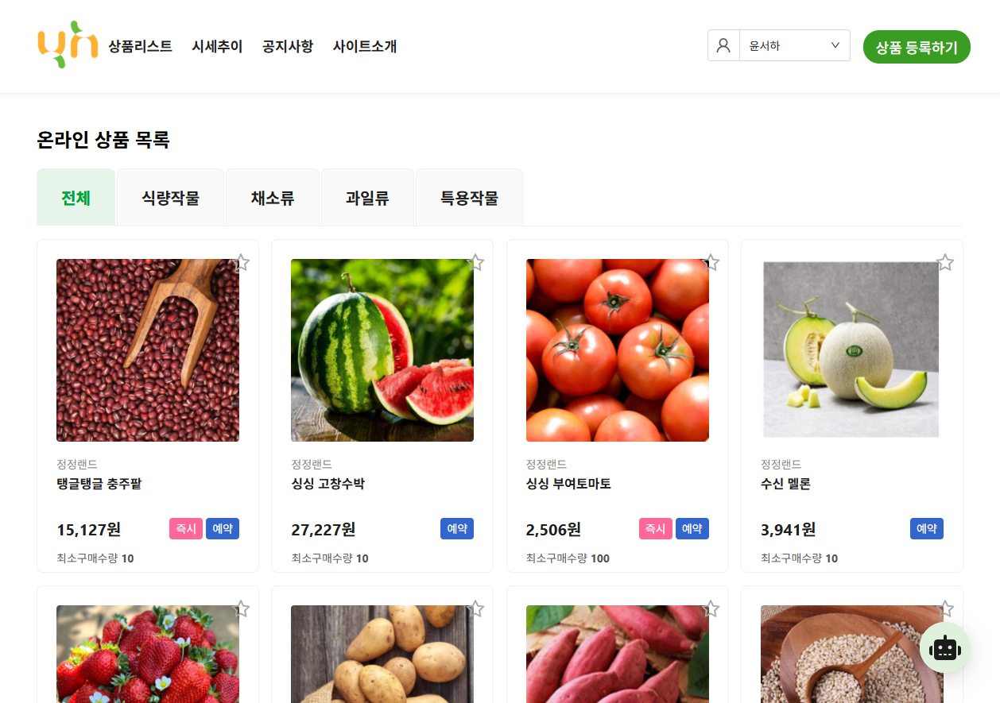 yn
상품리스트 시세추이 공지사항 사이트소개
윤서하
상품 등록하기
온라인 상품 목록
전체 식량작물 채소류 과일류 특용작물
정정랜드
탱글탱글 충주팥
15,127원 즉시 예약
최소구매수량 10
정정랜드
싱싱 고창수박
27,227원 예약
최소구매수량 10
정정랜드
싱싱 부여토마토
2,506원 즉시 예약
최소구매수량 100
정정랜드
수신 멜론
3,941원 예약
최소구매수량 10